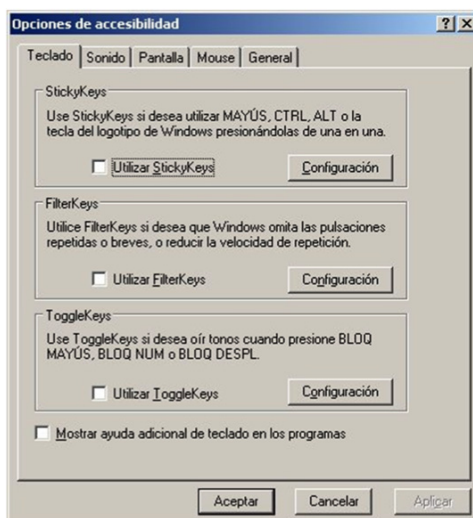 Opciones de accesibilidad
Teclado Sonido Pantalla Mouse General
StickyKeys
Use StickyKeys si desea utilizar MAYÚS, CTRL, ALT o la
tecla del logotipo de Windows presionándolas de una en una.
Utilizar StickyKeys Configuración
FilterKeys
Utilice FilterKeys si desea que Windows omita las pulsaciones
repetidas o breves, o reducir la velocidad de repetición.
Utilizar FilterKeys Configuración
ToggleKeys
Use ToggleKeys si desea oír tonos cuando presione BLOQ
MAYÚS, BLOQ NUM o BLOQ DESPL.
Utilizar ToggleKeys Configuración
Mostrar ayuda adicional de teclado en los programas
Aceptar Cancelar Aplicar